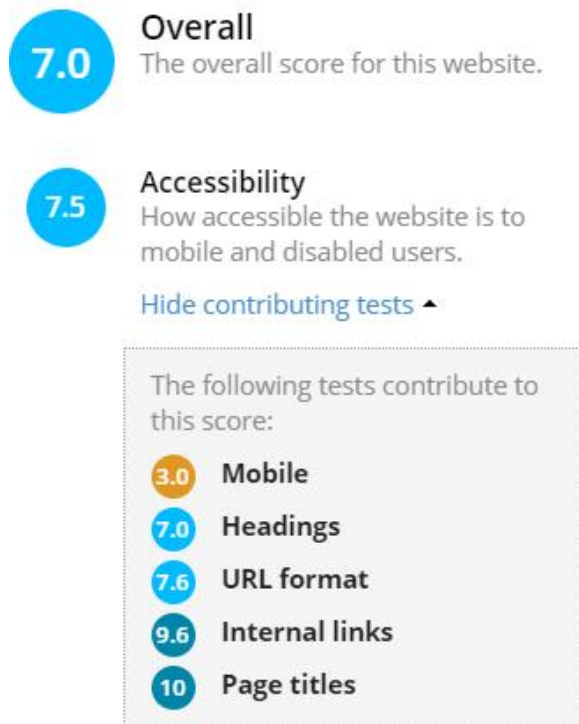 7.0
Overall
The overall score for this website.
7.5
Accessibility
How accessible the website is to
mobile and disabled users.
Hide contributing tests
The following tests contribute to
this score:
3.0 Mobile
7.0 Headings
7.6 URL format
9.6 Internal links
10 Page titles